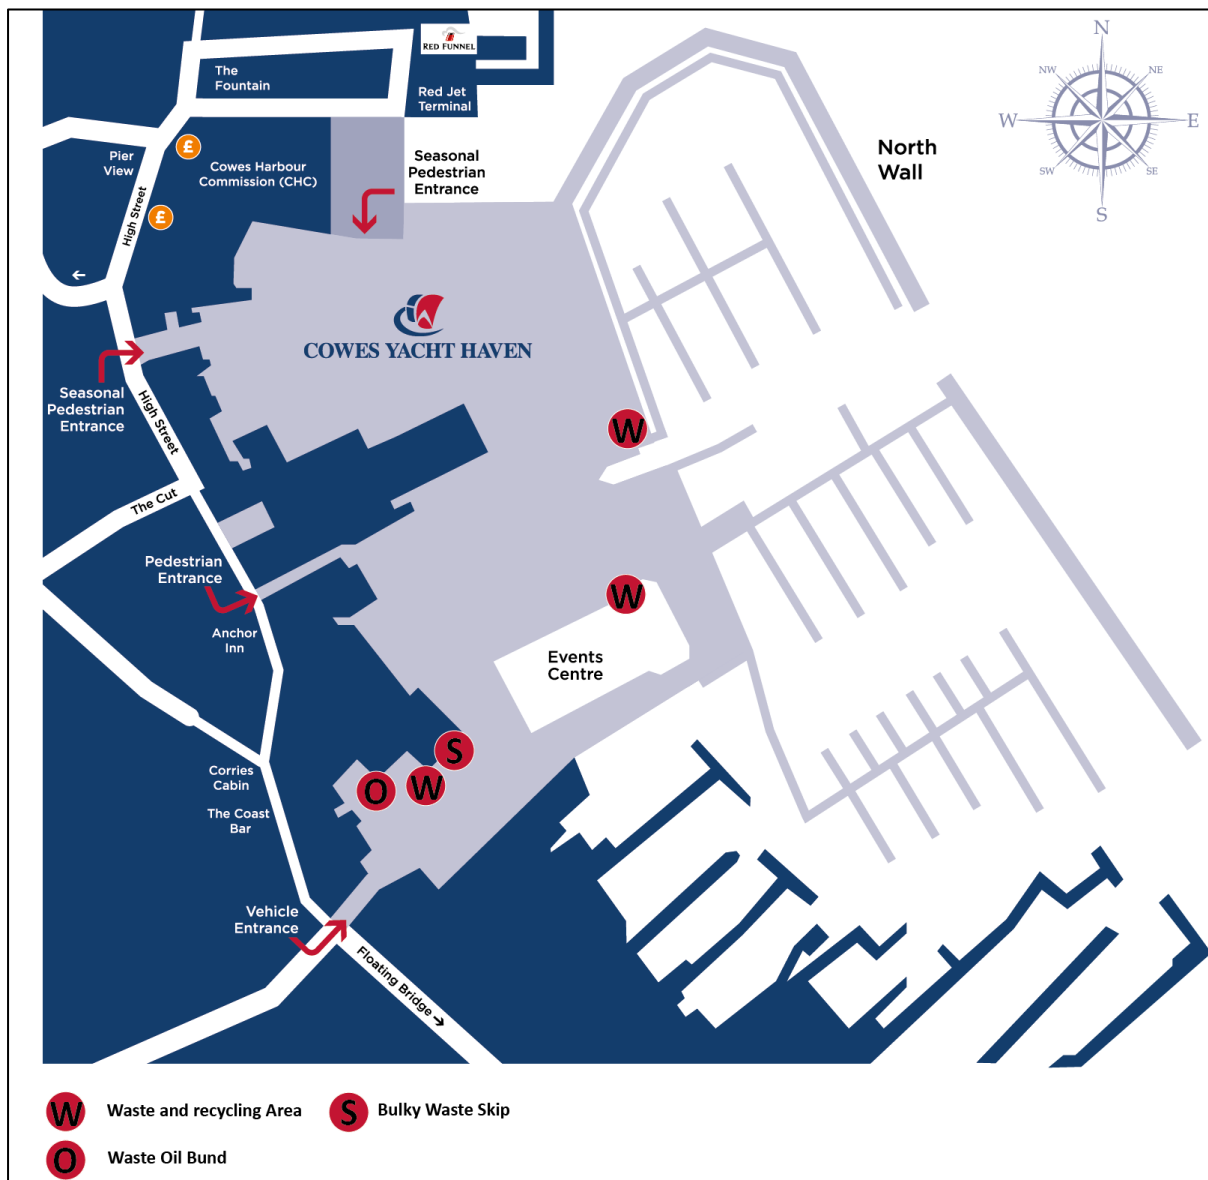 RED FUNNEL
N
NW
NE
W
E
SW
SE
S
The
Fountain
Red Jet
Terminal
Pier
View
£
Cowes Harbour
Commission (CHC)
Seasonal
Pedestrian
Entrance
North
Wall
£
High Street
←
COWES YACHT HAVEN
Seasonal
Pedestrian
Entrance
High Street
W
The Cut
Pedestrian
Entrance
W
Anchor
Inn
Events
Centre
S
Corries
Cabin
O
W
The Coast
Bar
Vehicle
Entrance
Floating Bridge →
W Waste and recycling Area
S Bulky Waste Skip
O Waste Oil Bund